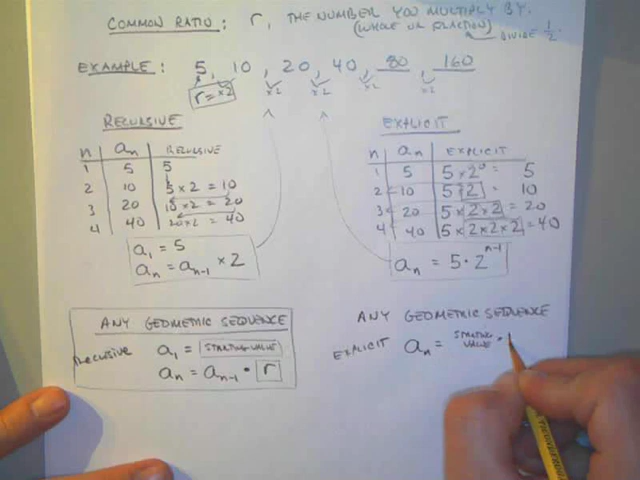 COMMON RATIO: r, THE NUMBER YOU MULTIPLY BY.
(WHOLE OR FRACTION) DIVIDE 1/2.
EXAMPLE: 5, 10, 20, 40, 80, 160
r = ×2 ×2 ×2 ×2 ×2
RECURSIVE
n an RECURSIVE
1 5 5
2 10 5 × 2 = 10
3 20 10 × 2 = 20
4 40 20 × 2 = 40
a1 = 5
an = an-1 × 2
EXPLICIT
n an EXPLICIT
1 5 5 × 2⁰ = 5
2 10 5 × 2 = 10
3 20 5 × 2 × 2 = 20
4 40 5 × 2 × 2 × 2 = 40
an = 5 · 2^n-1
ANY GEOMETRIC SEQUENCE
RECURSIVE a1 = STARTING VALUE
an = an-1 · r
ANY GEOMETRIC SEQUENCE
EXPLICIT an = STARTING VALUE ·